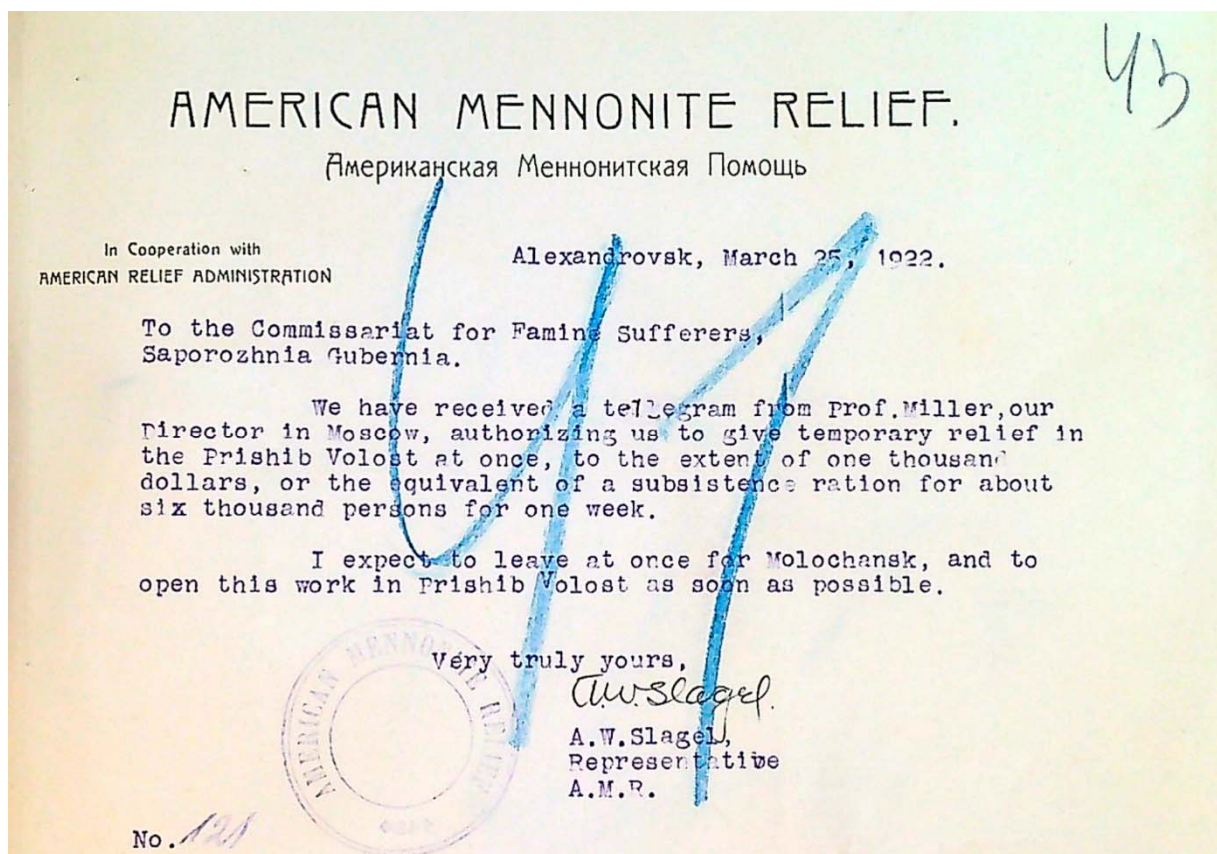 43
AMERICAN MENNONITE RELIEF.
Американская Меннонитская Помощь
In Cooperation with
AMERICAN RELIEF ADMINISTRATION
Alexandrovsk, March 25, 1922.
To the Commissariat for Famine Sufferers,
Saporozhnia Gubernia.
We have received a tellegram from Prof.Miller,our
Director in Moscow, authorizing us to give temporary relief in
the Prishib Volost at once, to the extent of one thousand
dollars, or the equivalent of a subsistence ration for about
six thousand persons for one week.
I expect to leave at once for Molochansk, and to
open this work in Prishib Volost as soon as possible.
Very truly yours,
A.W.Slagel.
A.W.Slagel,
Representative
A.M.R.
AMERICAN MENNONITE RELIEF
No. 121